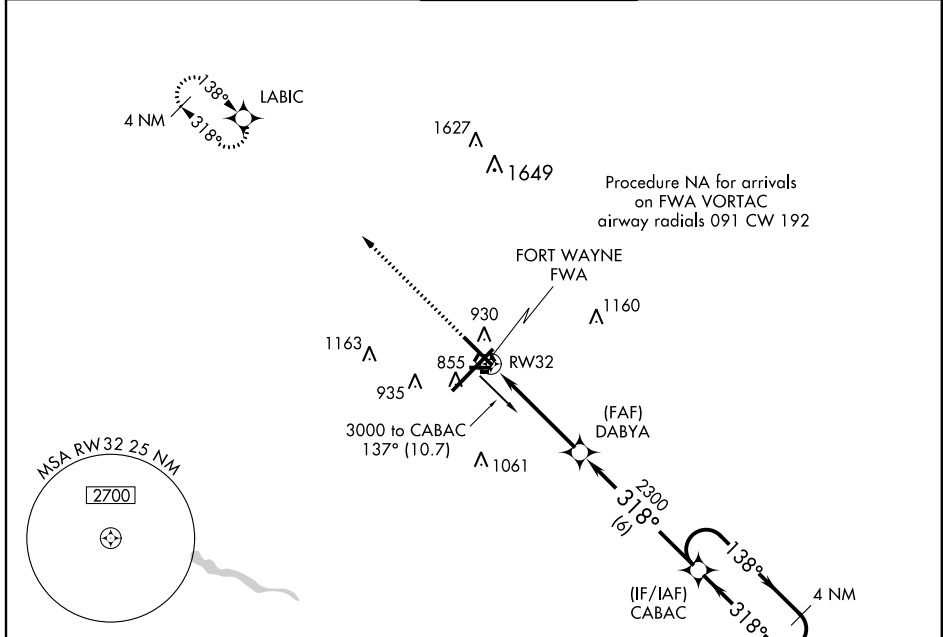 138°
LABIC
4 NM
318°
1627
1649
Procedure NA for arrivals
on FWA VORTAC
airway radials 091 CW 192
FORT WAYNE
FWA
930
1160
1163
855
RW32
935
3000 to CABAC
137° (10.7)
(FAF)
DABYA
1061
MSA RW32 25 NM
2700
2300
318°
(6)
138°
(IF/IAF)
CABAC
4 NM
318°